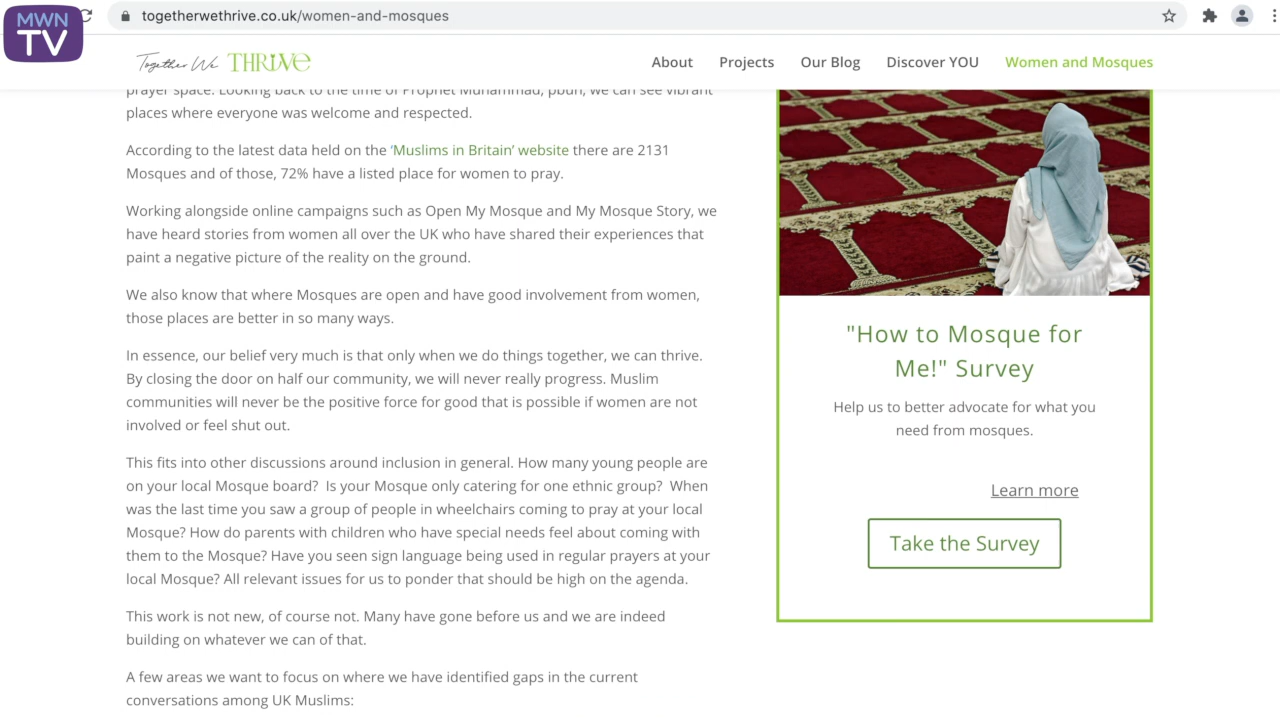 MWN
TV
togetherwethrive.co.uk/women-and-mosques
Together We THRIVE
About
Projects
Our Blog
Discover YOU
Women and Mosques
prayer space. Looking back to the time of Prophet Muhammad, pbuh, we can see vibrant
places where everyone was welcome and respected.
According to the latest data held on the ‘Muslims in Britain’ website there are 2131
Mosques and of those, 72% have a listed place for women to pray.
Working alongside online campaigns such as Open My Mosque and My Mosque Story, we
have heard stories from women all over the UK who have shared their experiences that
paint a negative picture of the reality on the ground.
We also know that where Mosques are open and have good involvement from women,
those places are better in so many ways.
In essence, our belief very much is that only when we do things together, we can thrive.
By closing the door on half our community, we will never really progress. Muslim
communities will never be the positive force for good that is possible if women are not
involved or feel shut out.
This fits into other discussions around inclusion in general. How many young people are
on your local Mosque board?  Is your Mosque only catering for one ethnic group?  When
was the last time you saw a group of people in wheelchairs coming to pray at your local
Mosque? How do parents with children who have special needs feel about coming with
them to the Mosque? Have you seen sign language being used in regular prayers at your
local Mosque? All relevant issues for us to ponder that should be high on the agenda.
This work is not new, of course not. Many have gone before us and we are indeed
building on whatever we can of that.
A few areas we want to focus on where we have identified gaps in the current
conversations among UK Muslims:
"How to Mosque for
Me!" Survey
Help us to better advocate for what you
need from mosques.
Learn more
Take the Survey